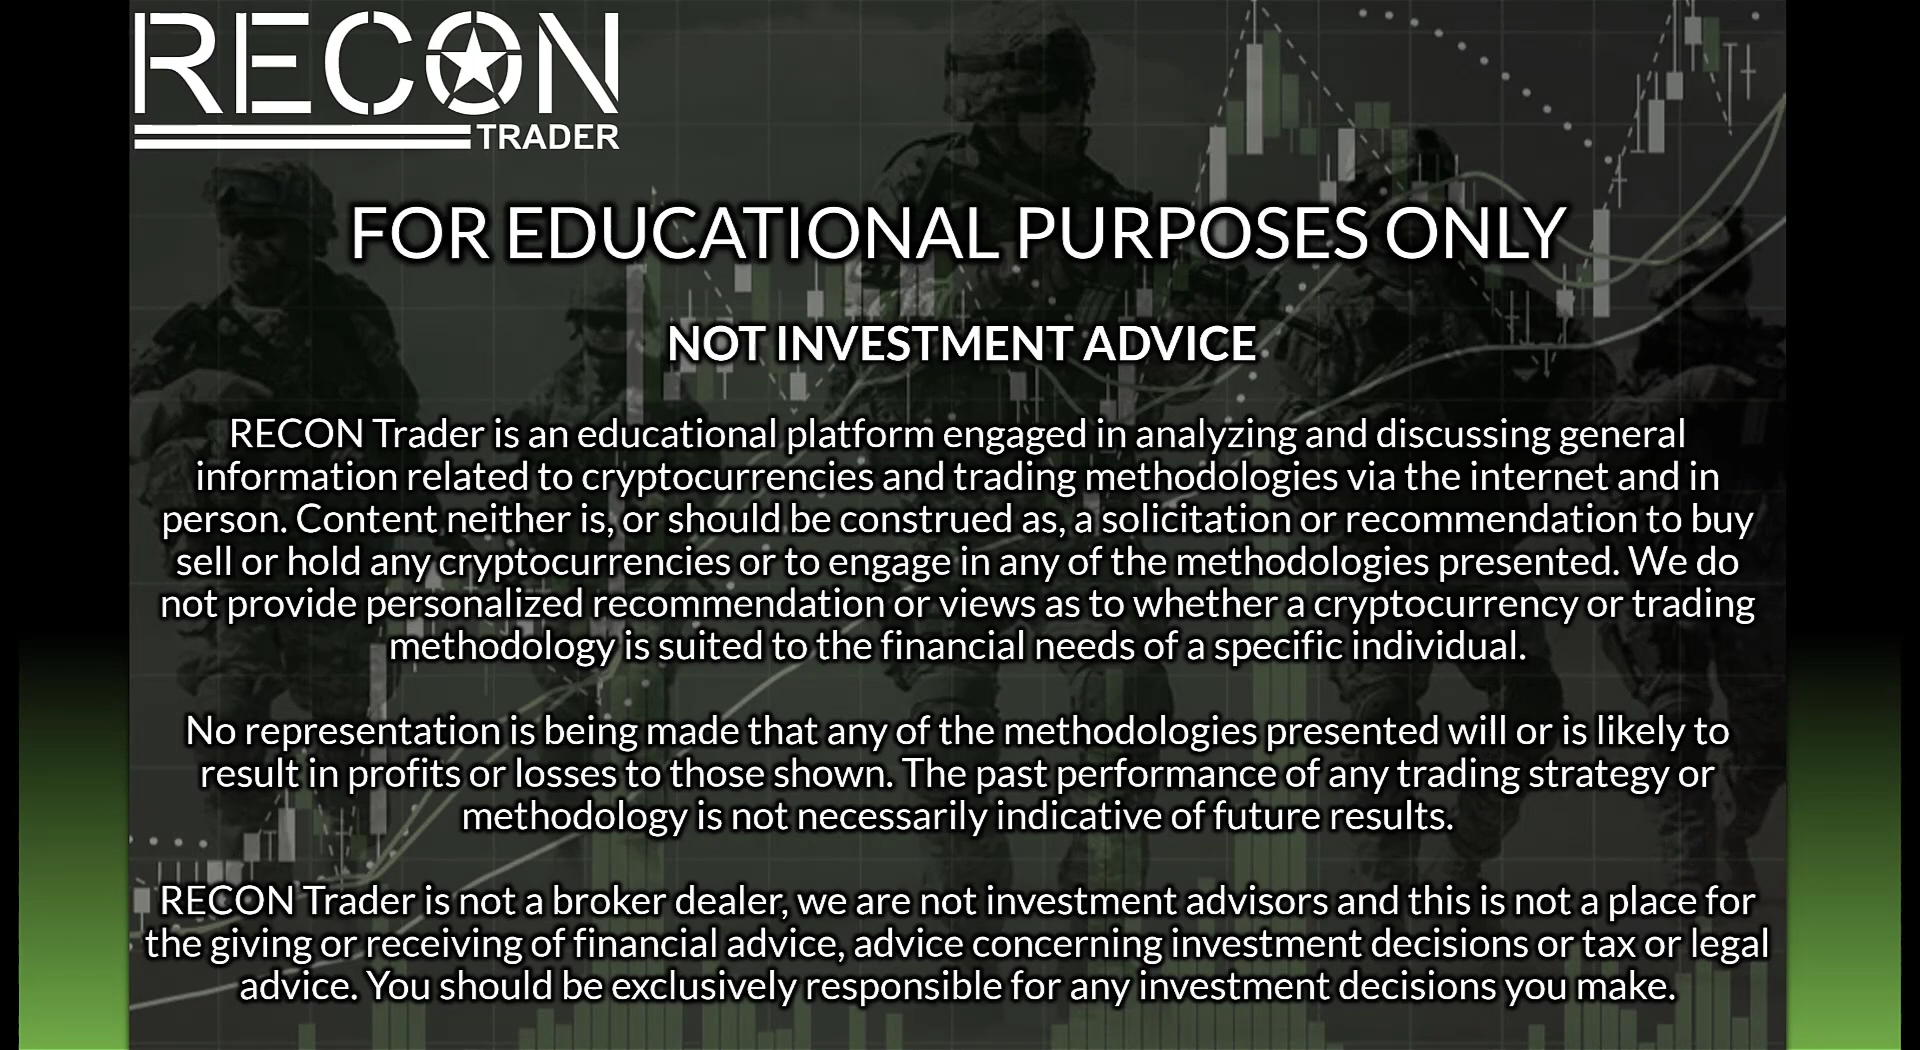 RECON
TRADER
FOR EDUCATIONAL PURPOSES ONLY
NOT INVESTMENT ADVICE
RECON Trader is an educational platform engaged in analyzing and discussing general
information related to cryptocurrencies and trading methodologies via the internet and in
person. Content neither is, or should be construed as, a solicitation or recommendation to buy
sell or hold any cryptocurrencies or to engage in any of the methodologies presented. We do
not provide personalized recommendation or views as to whether a cryptocurrency or trading
methodology is suited to the financial needs of a specific individual.
No representation is being made that any of the methodologies presented will or is likely to
result in profits or losses to those shown. The past performance of any trading strategy or
methodology is not necessarily indicative of future results.
RECON Trader is not a broker dealer, we are not investment advisors and this is not a place for
the giving or receiving of financial advice, advice concerning investment decisions or tax or legal
advice. You should be exclusively responsible for any investment decisions you make.